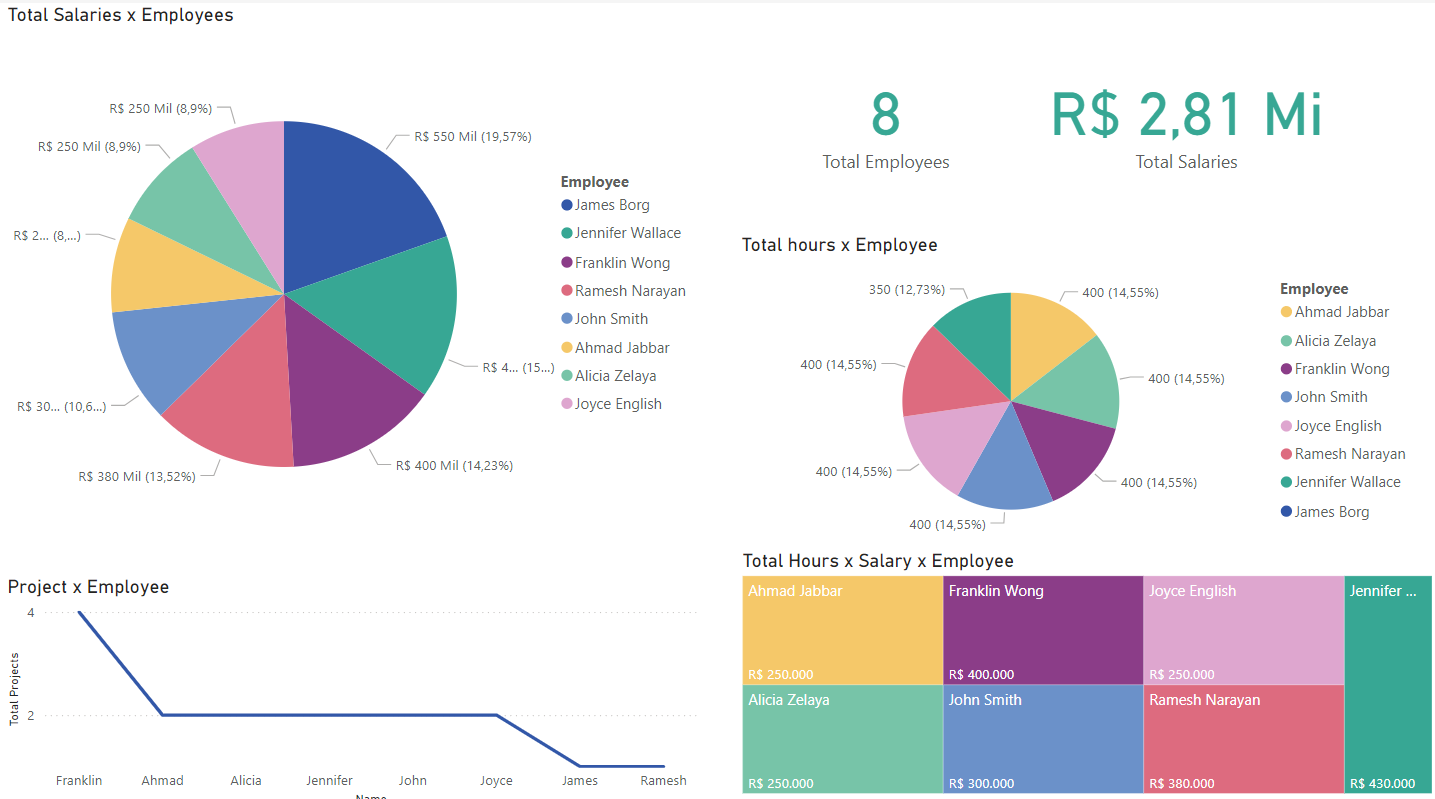 Total Salaries x Employees
R$ 250 Mil (8,9%)
R$ 550 Mil (19,57%)
R$ 250 Mil (8,9%)
R$ 2... (8,...)
R$ 4... (15...)
R$ 30... (10,6...)
R$ 400 Mil (14,23%)
R$ 380 Mil (13,52%)
Employee
James Borg
Jennifer Wallace
Franklin Wong
Ramesh Narayan
John Smith
Ahmad Jabbar
Alicia Zelaya
Joyce English
8
Total Employees
R$ 2,81 Mi
Total Salaries
Total hours x Employee
350 (12,73%)
400 (14,55%)
400 (14,55%)
400 (14,55%)
400 (14,55%)
400 (14,55%)
400 (14,55%)
Employee
Ahmad Jabbar
Alicia Zelaya
Franklin Wong
John Smith
Joyce English
Ramesh Narayan
Jennifer Wallace
James Borg
Project x Employee
Total Projects
4
2
Franklin
Ahmad
Alicia
Jennifer
John
Joyce
James
Ramesh
Name
Total Hours x Salary x Employee
Ahmad Jabbar
R$ 250.000
Franklin Wong
R$ 400.000
Joyce English
R$ 250.000
Jennifer ...
R$ 430.000
Alicia Zelaya
R$ 250.000
John Smith
R$ 300.000
Ramesh Narayan
R$ 380.000